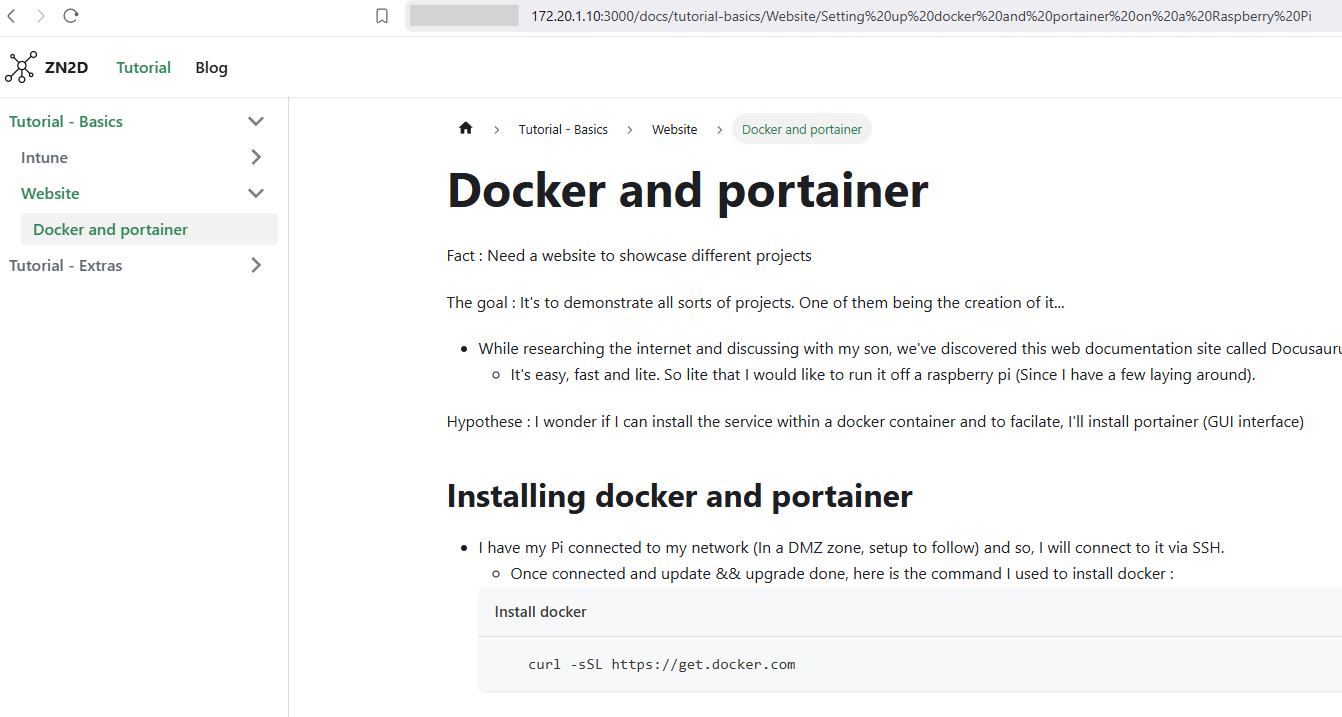 172.20.1.10:3000/docs/tutorial-basics/Website/Setting%20up%20docker%20and%20portainer%20on%20a%20Raspberry%20Pi
ZN2D Tutorial Blog
Tutorial - Basics
Intune
Website
Docker and portainer
Tutorial - Extras
Tutorial - Basics Website Docker and portainer
Docker and portainer
Fact : Need a website to showcase different projects
The goal : It's to demonstrate all sorts of projects. One of them being the creation of it...
While researching the internet and discussing with my son, we've discovered this web documentation site called Docusauru
It's easy, fast and lite. So lite that I would like to run it off a raspberry pi (Since I have a few laying around).
Hypothese : I wonder if I can install the service within a docker container and to facilate, I'll install portainer (GUI interface)
Installing docker and portainer
I have my Pi connected to my network (In a DMZ zone, setup to follow) and so, I will connect to it via SSH.
Once connected and update && upgrade done, here is the command I used to install docker :
Install docker
curl -sSL https://get.docker.com